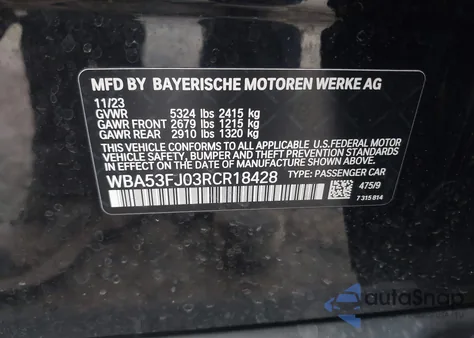 MFD BY BAYERISCHE MOTOREN WERKE AG
11/23
GVWR 5324 lbs 2415 kg
GAWR FRONT 2679 lbs 1215 kg
GAWR REAR 2910 lbs 1320 kg
THIS VEHICLE CONFORMS TO ALL APPLICABLE U.S.FEDERAL MOTOR
VEHICLE SAFETY, BUMPER, AND THEFT PREVENTION STANDARDS
IN EFFECT ON THE DATE OF MANUFACTURE SHOWN ABOVE.
WBA53FJ03RCR18428 TYPE: PASSENGER CAR
475/9
7 315 814
autoSnap